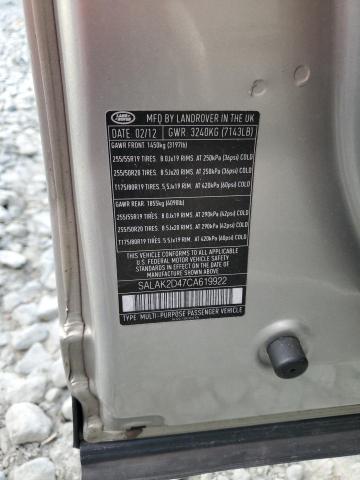 LAND ROVER
MFG BY LANDROVER IN THE UK
DATE 02/12 GWR. 3240KG (7143LB)
GAWR FRONT 1450kg (3197lb)
255/55R19 TIRES. 8.0Jx19 RIMS. AT 250kPa (36psi) COLD
255/50R20 TIRES. 8.5Jx20 RIMS. AT 250kPa (36psi) COLD
T175/80R19 TIRES. 5.5Jx19 RIMS. AT 420kPa (60psi) COLD
GAWR REAR 1855kg (4090lb)
255/55R19 TIRES. 8.0Jx19 RIMS. AT 290kPa (42psi) COLD
255/50R20 TIRES. 8.5Jx20 RIMS. AT 290kPa (42psi) COLD
T175/80R19 TIRES. 5.5Jx19 RIMS. AT 420kPa (60psi) COLD
THIS VEHICLE CONFORMS TO ALL APPLICABLE
U.S. FEDERAL MOTOR VEHICLE SAFETY
STANDARDS IN EFFECT ON THE DATE OF
MANUFACTURE SHOWN ABOVE
SALAK2D47CA619922
TYPE MULTI-PURPOSE PASSENGER VEHICLE